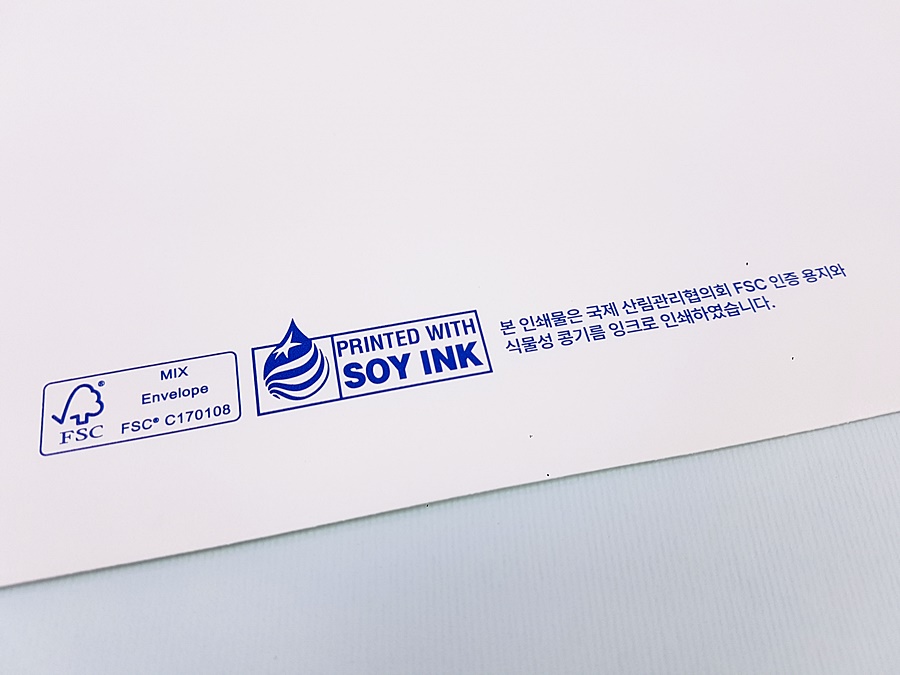 FSC
MIX
Envelope
FSC® C170108
PRINTED WITH
SOY INK
본 인쇄물은 국제 산림관리협의회 FSC 인증 용지와
식물성 콩기름 잉크로 인쇄하였습니다.